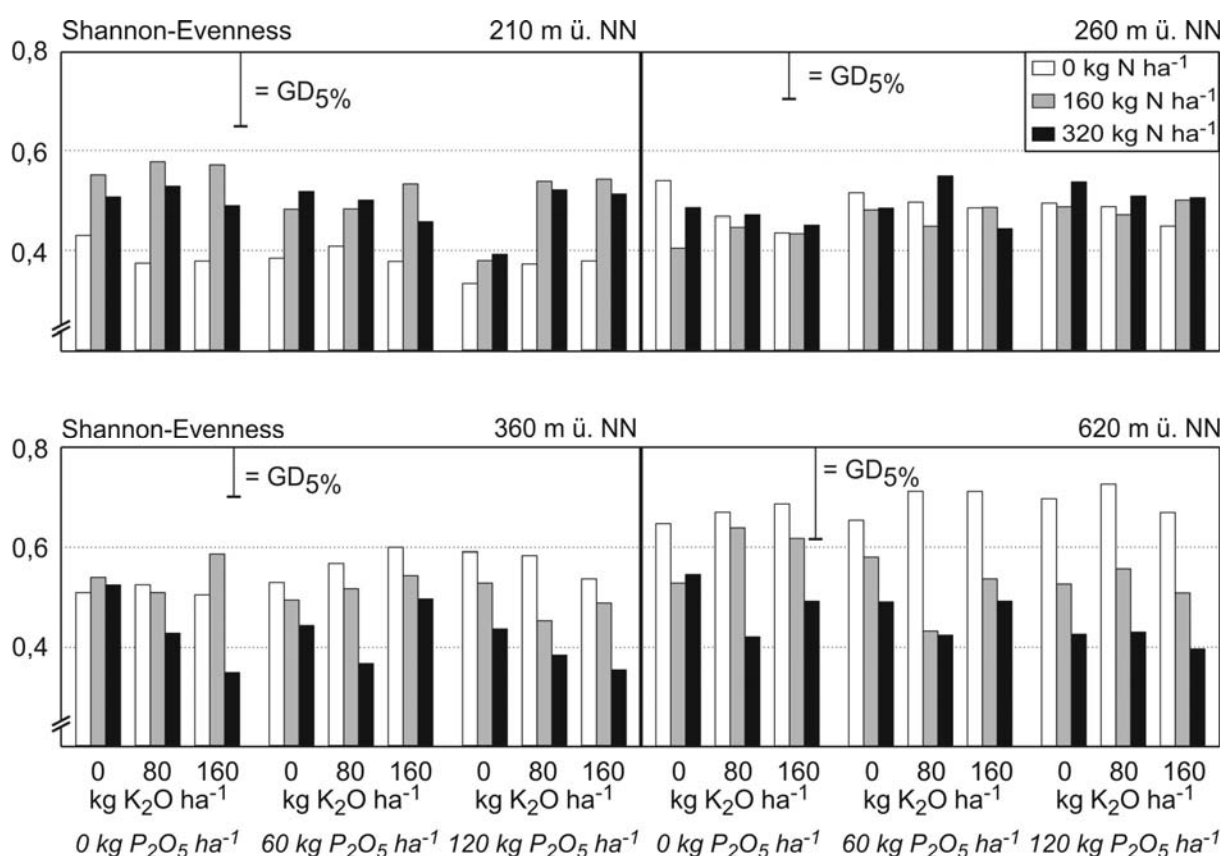 Shannon-Evenness 210 m ü. NN 260 m ü. NN
0,8
= GD5% = GD5%
0 kg N ha-1
160 kg N ha-1
320 kg N ha-1
0,6
0,4
Shannon-Evenness 360 m ü. NN 620 m ü. NN
0,8
= GD5% = GD5%
0,6
0,4
0 80 160 0 80 160 0 80 160 0 80 160 0 80 160 0 80 160
kg K2O ha-1 kg K2O ha-1 kg K2O ha-1 kg K2O ha-1 kg K2O ha-1 kg K2O ha-1
0 kg P2O5 ha-1 60 kg P2O5 ha-1 120 kg P2O5 ha-1 0 kg P2O5 ha-1 60 kg P2O5 ha-1 120 kg P2O5 ha-1